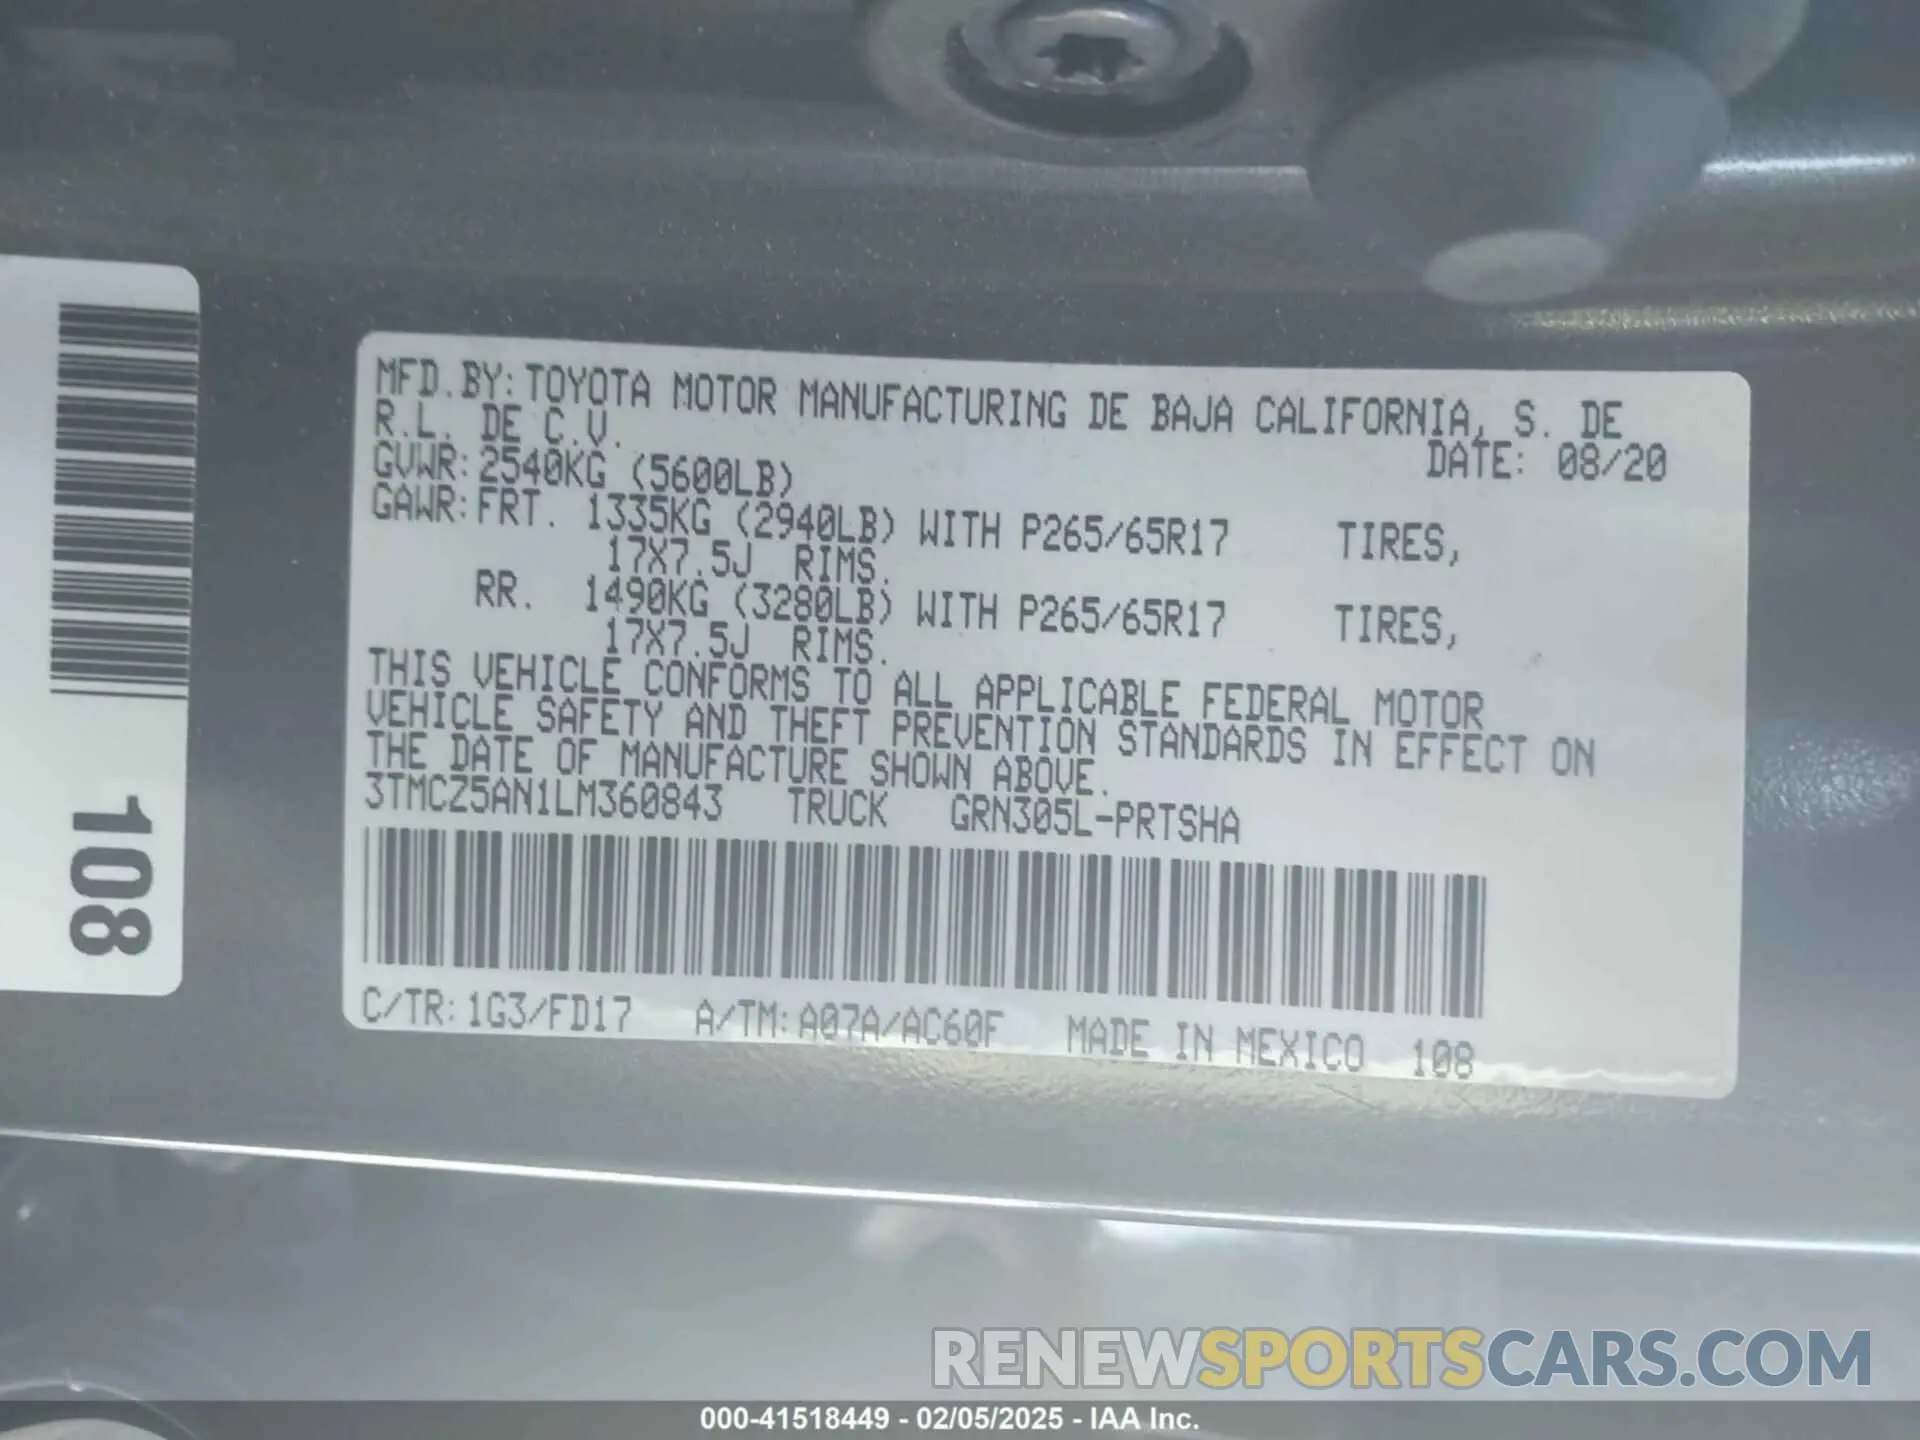 MFD.BY:TOYOTA MOTOR MANUFACTURING DE BAJA CALIFORNIA, S. DE
R.L. DE C.V.
DATE: 08/20
GVWR:2540KG (5600LB)
GAWR:FRT. 1335KG (2940LB) WITH P265/65R17 TIRES,
17X7.5J RIMS.
RR. 1490KG (3280LB) WITH P265/65R17 TIRES,
17X7.5J RIMS.
THIS VEHICLE CONFORMS TO ALL APPLICABLE FEDERAL MOTOR
VEHICLE SAFETY AND THEFT PREVENTION STANDARDS IN EFFECT ON
THE DATE OF MANUFACTURE SHOWN ABOVE.
3TMCZ5AN1LM360843 TRUCK GRN305L-PRTSHA
C/TR:1G3/FD17 A/TM:A07A/AC60F MADE IN MEXICO 108
108
RENEWSPORTSCARS.COM
000-41518449 - 02/05/2025 - IAA Inc.